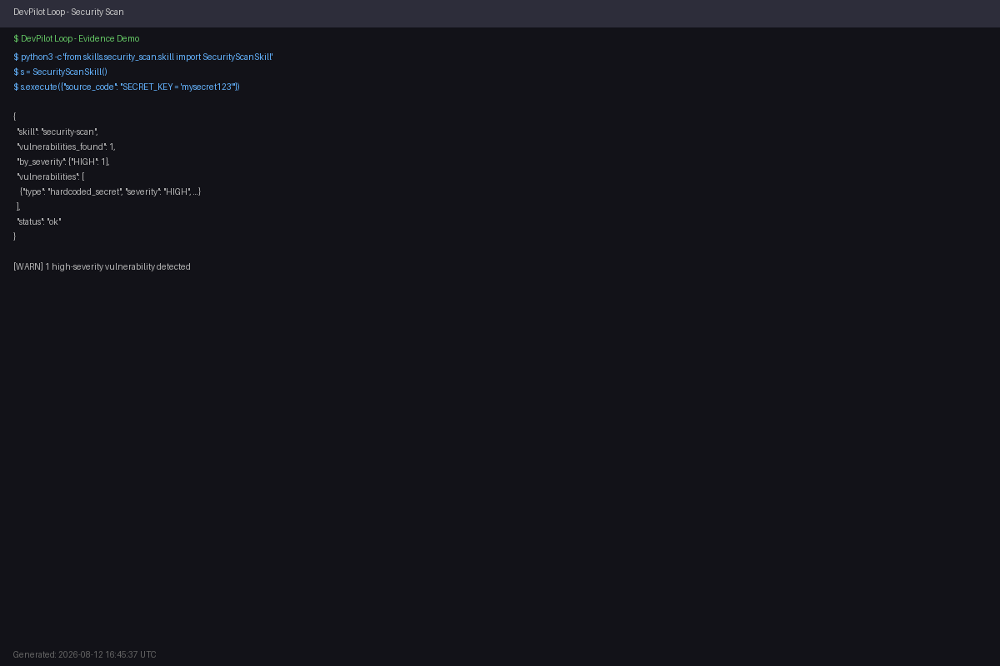 DevPilot Loop - Security Scan
$ DevPilot Loop - Evidence Demo
$ python3 -c 'from skills.security_scan.skill import SecurityScanSkill'
$ s = SecurityScanSkill()
$ s.execute({"source_code": "SECRET_KEY = 'mysecret123'"})
{
"skill": "security-scan",
"vulnerabilities_found": 1,
"by_severity": {"HIGH": 1},
"vulnerabilities": [
{"type": "hardcoded_secret", "severity": "HIGH", ...}
],
"status": "ok"
}
[WARN] 1 high-severity vulnerability detected
Generated: 2026-08-12 16:45:37 UTC